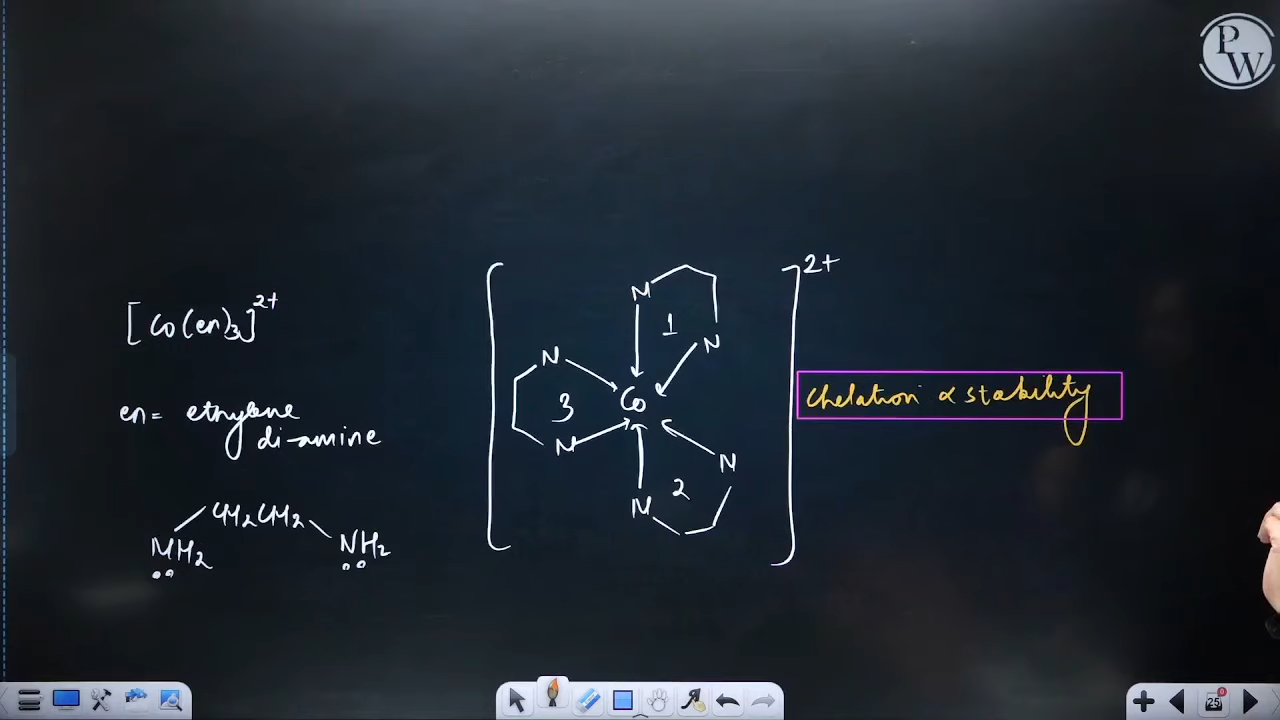 PW
[Co(en)₃]²⁺
en = ethylene
di-amine
CH₂CH₂
NH₂ NH₂
2+
N
1
N
N
3
Co
N
N
2
N
Chelation ∝ stability
25